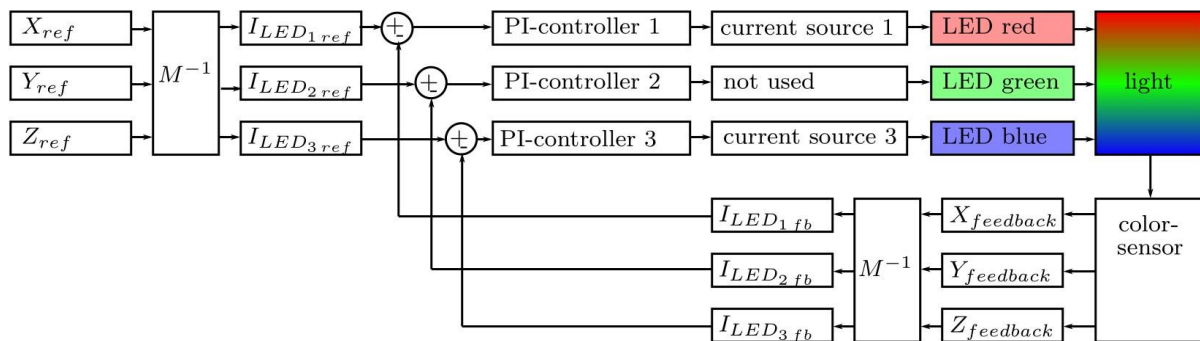 X_ref I_LED_1 ref + - PI-controller 1 current source 1 LED red
Y_ref M^-1 I_LED_2 ref + - PI-controller 2 not used LED green light
Z_ref I_LED_3 ref + - PI-controller 3 current source 3 LED blue
I_LED_1 fb X_feedback color-
sensor
I_LED_2 fb M^-1 Y_feedback
I_LED_3 fb Z_feedback